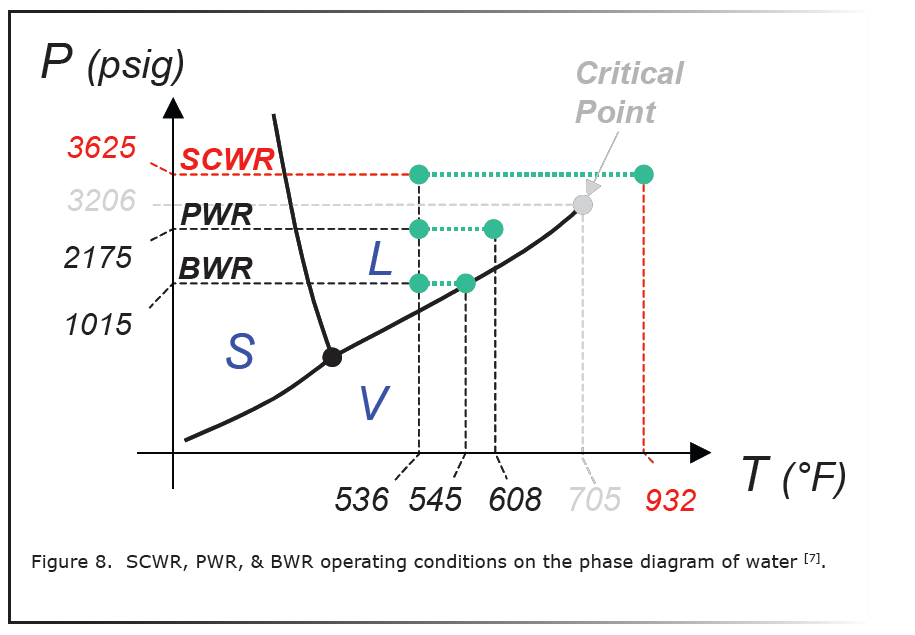 P (psig)
Critical
Point
3625
SCWR
3206
PWR
2175
L
BWR
1015
S
V
T (°F)
536 545 608 705 932
Figure 8. SCWR, PWR, & BWR operating conditions on the phase diagram of water [7].